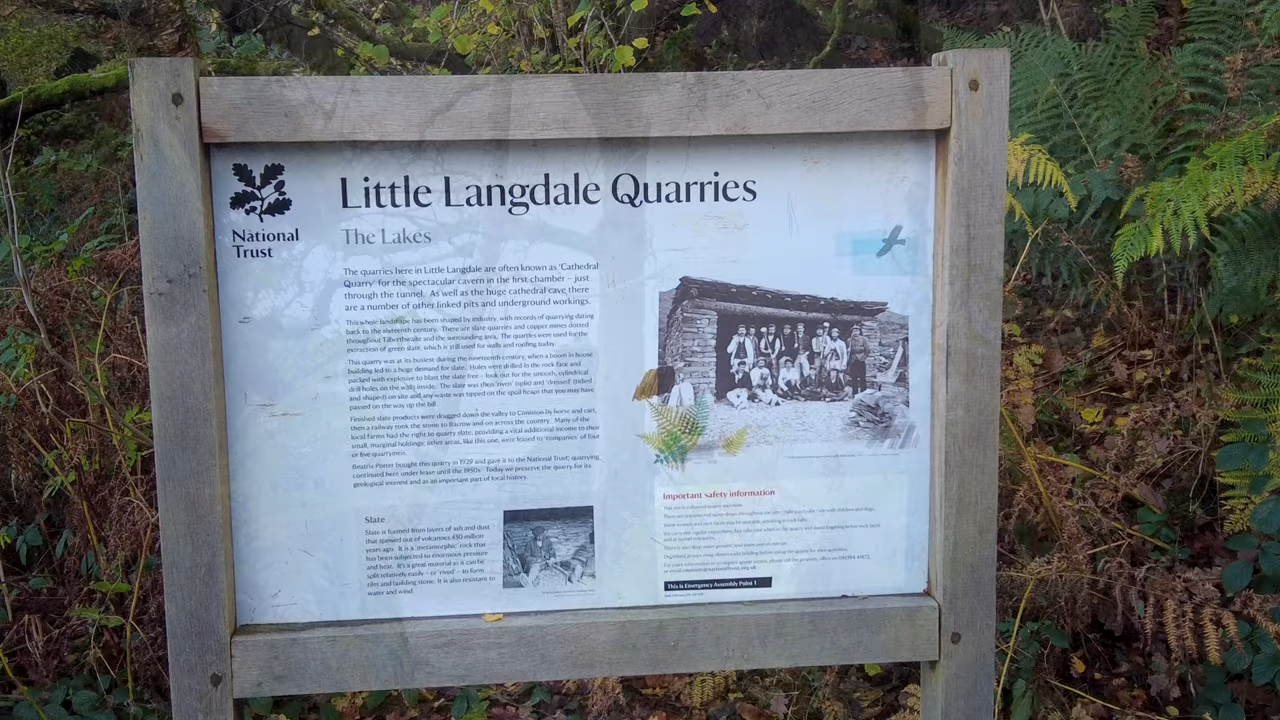 National
Trust
Little Langdale Quarries
The Lakes
The quarries here in Little Langdale are often known as 'Cathedral
Quarry' for the spectacular cavern in the first chamber – just
through the tunnel. As well as the huge cathedral cave there
are a number of other linked pits and underground workings.
This whole landscape has been shaped by industry, with records of quarrying dating
back to the sixteenth century. There are slate quarries and copper mines dotted
throughout Tilberthwaite and the surrounding area. The quarries were used for the
extraction of green slate, which is still used for walls and roofing today.
This quarry was at its busiest during the nineteenth century, when a boom in house
building led to a huge demand for slate. Holes were drilled in the rock face and
packed with explosive to blast the slate free – look out for the smooth, cylindrical
drill holes on the walls inside. The slate was then 'riven' (split) and 'dressed' (tidied
and shaped) on site and any waste was tipped on the spoil heaps that you may have
passed on the way up the hill.
Finished slate products were dragged down the valley to Coniston by horse and cart,
then a railway took the stone to Barrow and on across the country. Many of the
local farms had the right to quarry slate, providing a vital additional income to their
small, marginal holdings; other areas, like this one, were leased to 'companies' of four
or five quarrymen.
Beatrix Potter bought this quarry in 1929 and gave it to the National Trust; quarrying
continued here under lease until the 1950s. Today we preserve the quarry for its
geological interest and as an important part of local history.
Slate
Slate is formed from layers of ash and dust
that spewed out of volcanoes 450 million
years ago. It is a 'metamorphic' rock that
has been subjected to enormous pressure
and heat. It's a great material as it can be
split relatively easily – or 'rived' – to form
tiles and building stone. It is also resistant to
water and wind.
Important safety information
This is Emergency Assembly Point 1